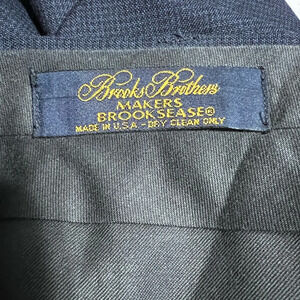 Brooks Brothers
MAKERS
BROOKSEASE®
MADE IN U.S.A. - DRY CLEAN ONLY